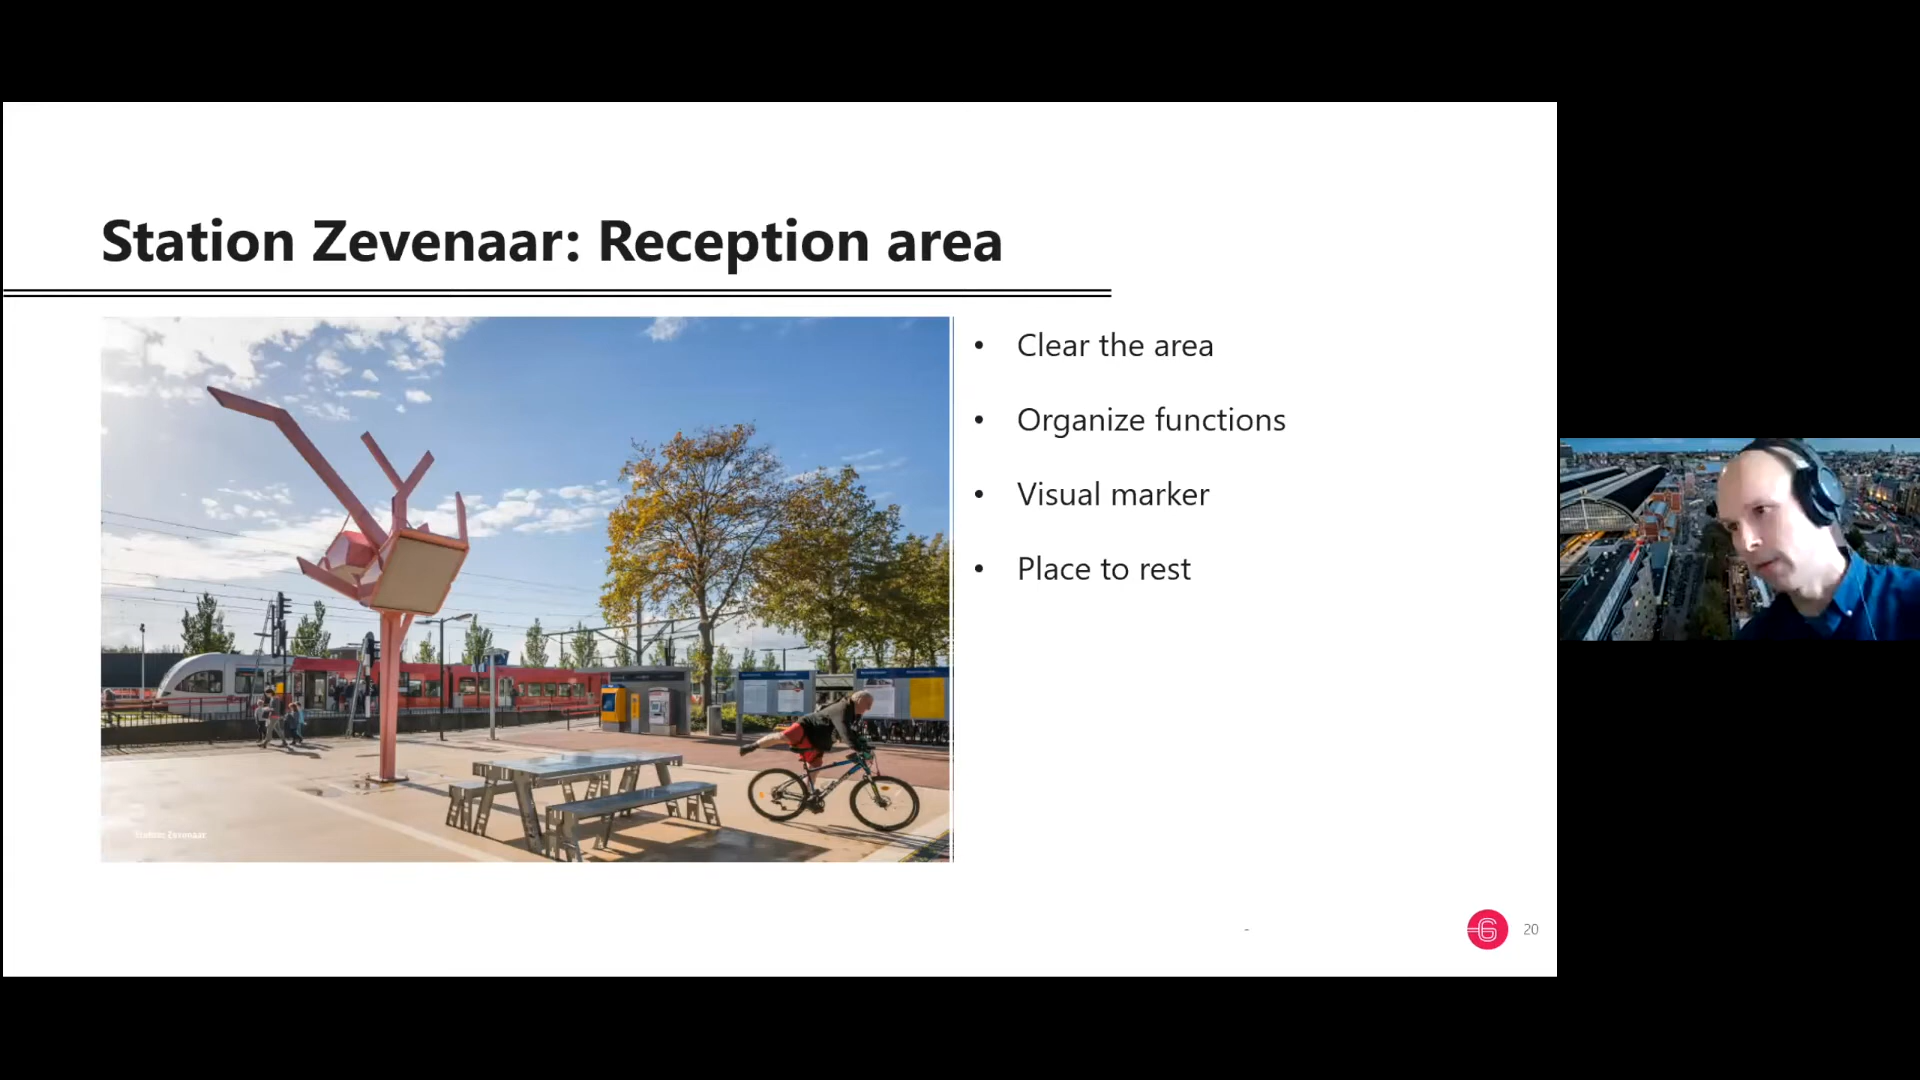 Station Zevenaar: Reception area
• Clear the area
• Organize functions
• Visual marker
• Place to rest
Station Zevenaar
-
20